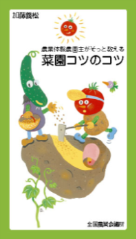 加藤義松
農業体験農園主がそっと教える
菜園コツのコツ
全国農業会議所